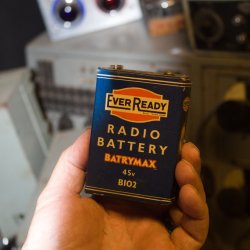 EVER READY
RADIO
BATTERY
BATRYMAX
45v
B102